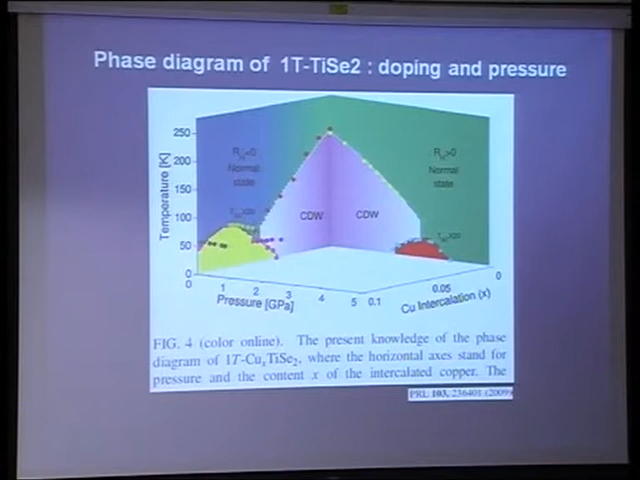 Phase diagram of 1T-TiSe2 : doping and pressure
250
200
150
100
50
0
Temperature [K]
Normal
state
Normal
state
CDW
CDW
0
1
2
3
4
5
Pressure [GPa]
0.1
0.05
0
Cu Intercalation (x)
FIG. 4 (color online). The present knowledge of the phase
diagram of 1T-CuxTiSe2, where the horizontal axes stand for
pressure and the content x of the intercalated copper. The
PRL 103, 236401 (2009)